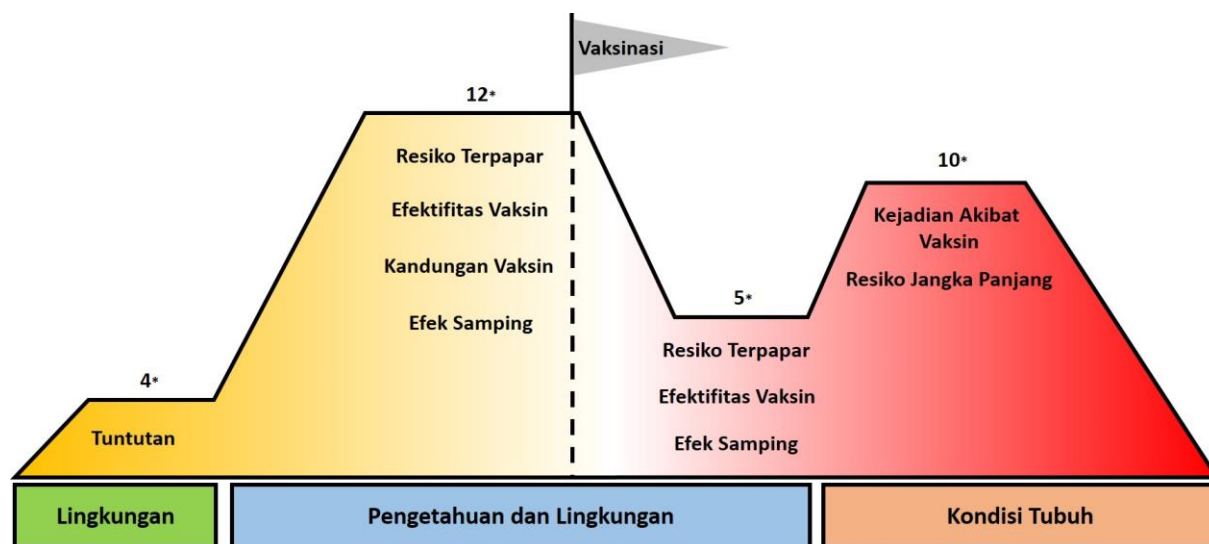 Vaksinasi
12*
Resiko Terpapar
Efektifitas Vaksin
Kandungan Vaksin
Efek Samping
10*
Kejadian Akibat
Vaksin
Resiko Jangka Panjang
5*
Resiko Terpapar
Efektifitas Vaksin
Efek Samping
4*
Tuntutan
Lingkungan
Pengetahuan dan Lingkungan
Kondisi Tubuh